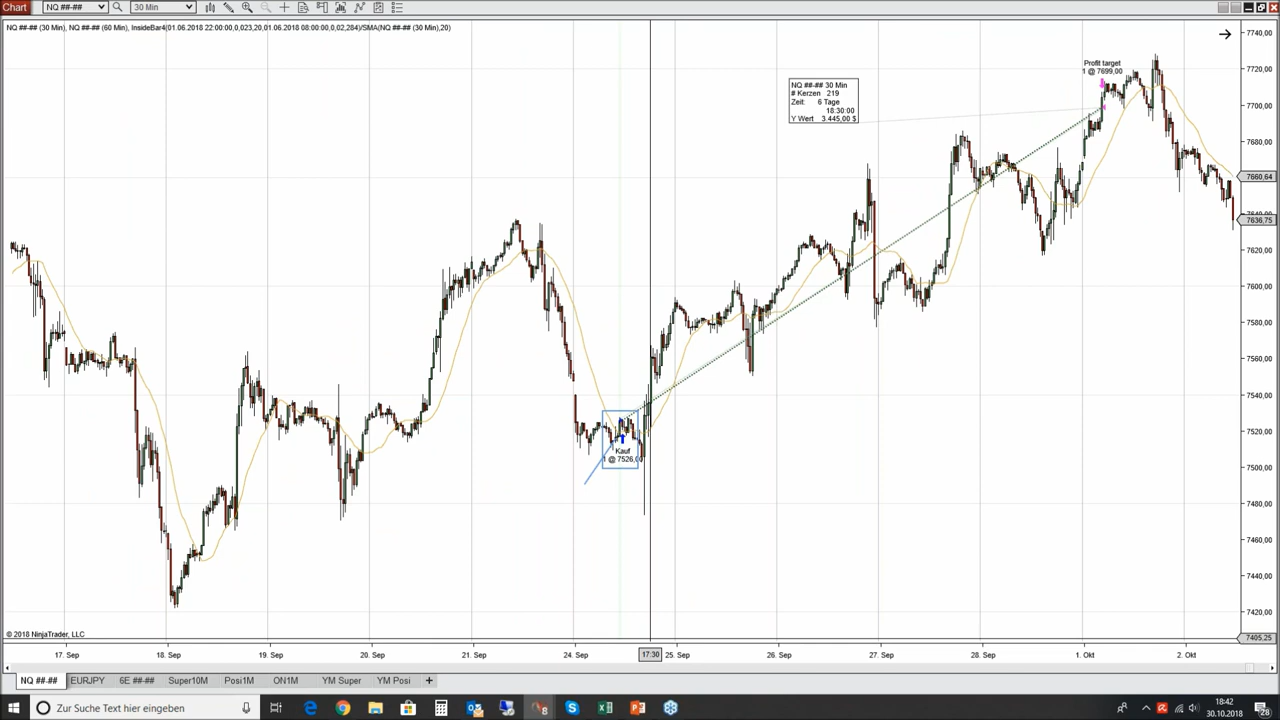 Chart NQ ##-## 30 Min
NQ ##-## (30 Min), NQ ##-## (60 Min), InsideBar4(01.06.2018 22:00:00,0,023,20,01.06.2018 08:00:00,0,02,284)/SMA(NQ ##-## (30 Min),20)
7740,00
Profit target
1 @ 7699,00
7720,00
NQ ##-## 30 Min
# Kerzen 219
Zeit: 6 Tage
18:30:00
Y Wert 3.445,00 $
7700,00
7680,00
7660,64
7640,00
7636,75
7620,00
7600,00
7580,00
7560,00
7540,00
7520,00
Kauf
1 @ 7526,00
7500,00
7480,00
7460,00
7440,00
7420,00
© 2018 NinjaTrader, LLC
7405,25
17. Sep 18. Sep 19. Sep 20. Sep 21. Sep 24. Sep 17:30 25. Sep 26. Sep 27. Sep 28. Sep 1. Okt 2. Okt
NQ ##-## EURJPY 6E ##-## Super10M Posi1M ON1M YM Super YM Posi +
Zur Suche Text hier eingeben
18:42
30.10.2018
28